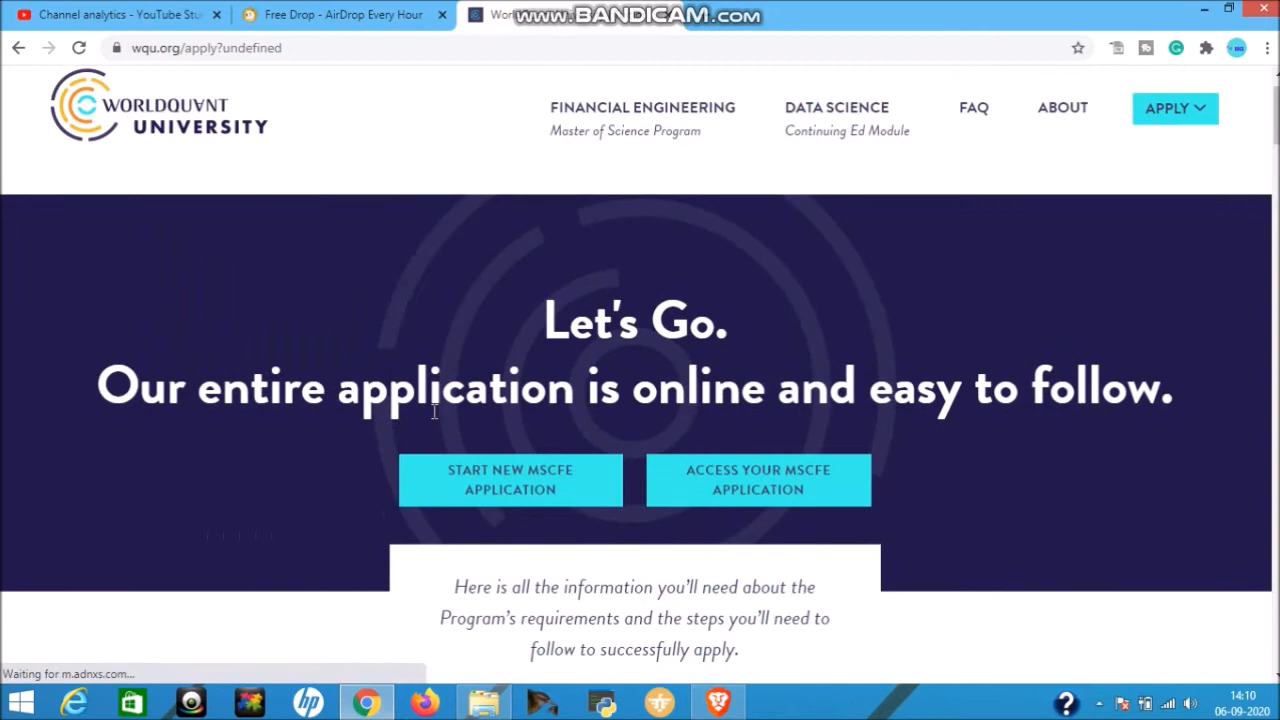 Channel analytics - YouTube Stu
Free Drop - AirDrop Every Hour
Worl
www.BANDICAM.com
wqu.org/apply?undefined
WORLDQUANT
UNIVERSITY
FINANCIAL ENGINEERING
Master of Science Program
DATA SCIENCE
Continuing Ed Module
FAQ
ABOUT
APPLY
Let's Go.
Our entire application is online and easy to follow.
START NEW MSCFE
APPLICATION
ACCESS YOUR MSCFE
APPLICATION
Here is all the information you'll need about the
Program's requirements and the steps you'll need to
follow to successfully apply.
Waiting for m.adnxs.com...
14:10
06-09-2020